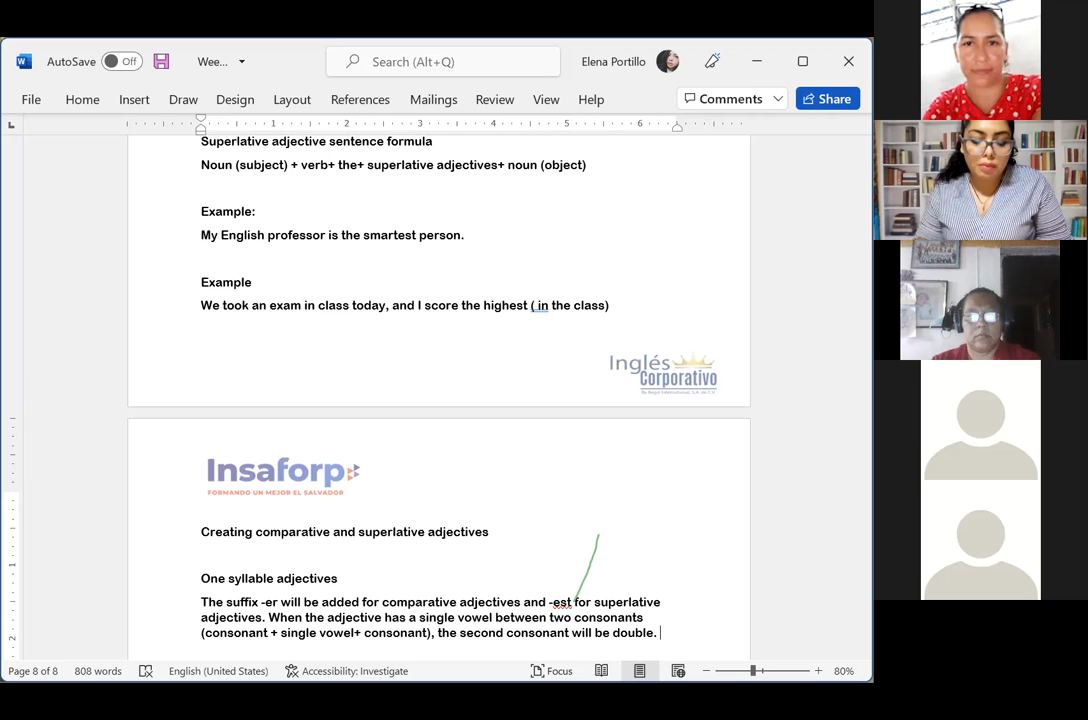 AutoSave Off Wee... Search (Alt+Q) Elena Portillo
File Home Insert Draw Design Layout References Mailings Review View Help Comments Share
1 2 3 4 5 6
Superlative adjective sentence formula
Noun (subject) + verb+ the+ superlative adjectives+ noun (object)
Example:
My English professor is the smartest person.
Example
We took an exam in class today, and I score the highest ( in the class)
Inglés
Corporativo
Insaforp
FORMANDO UN MEJOR EL SALVADOR
Creating comparative and superlative adjectives
One syllable adjectives
The suffix -er will be added for comparative adjectives and -est for superlative
adjectives. When the adjective has a single vowel between two consonants
(consonant + single vowel+ consonant), the second consonant will be double.
Page 8 of 8 808 words English (United States) Accessibility: Investigate Focus 80%